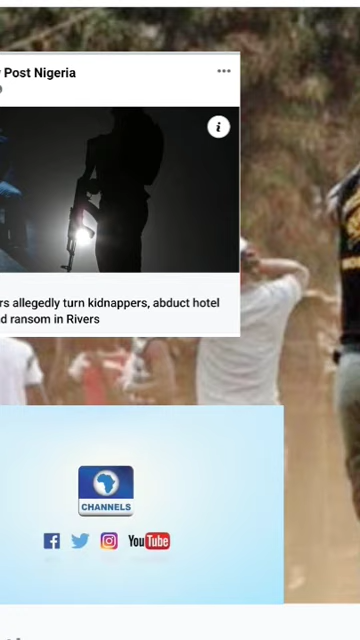 Post Nigeria
rs allegedly turn kidnappers, abduct hotel
d ransom in Rivers
CHANNELS
You Tube